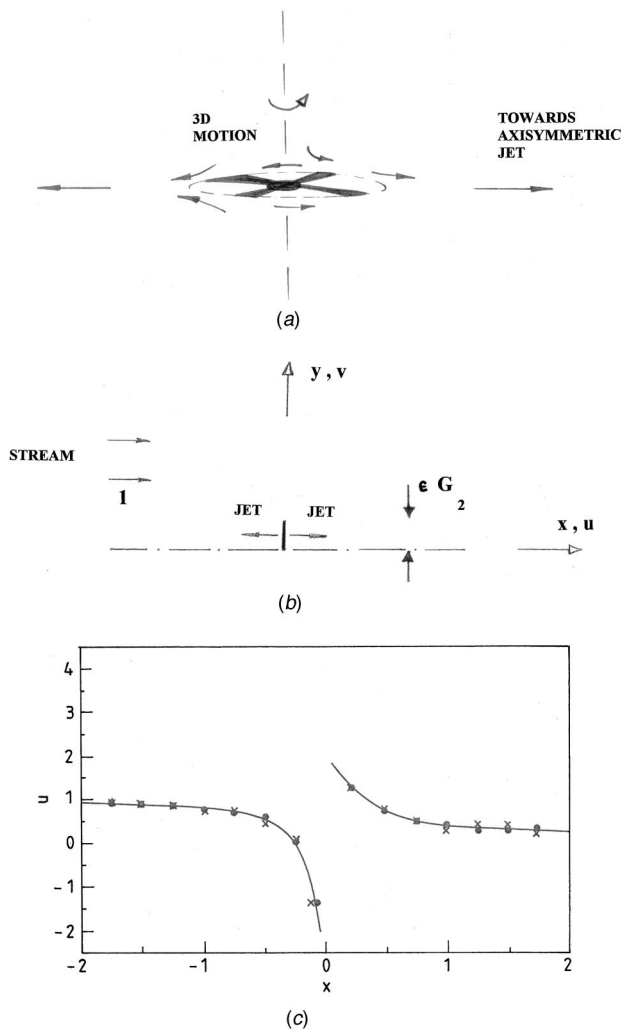 3D
MOTION
TOWARDS
AXISYMMETRIC
JET
(a)
y , v
STREAM
1
JET
JET
ϵ G
2
x , u
(b)
4
3
2
1
0
-1
-2
u
-2
-1
0
1
2
x
(c)